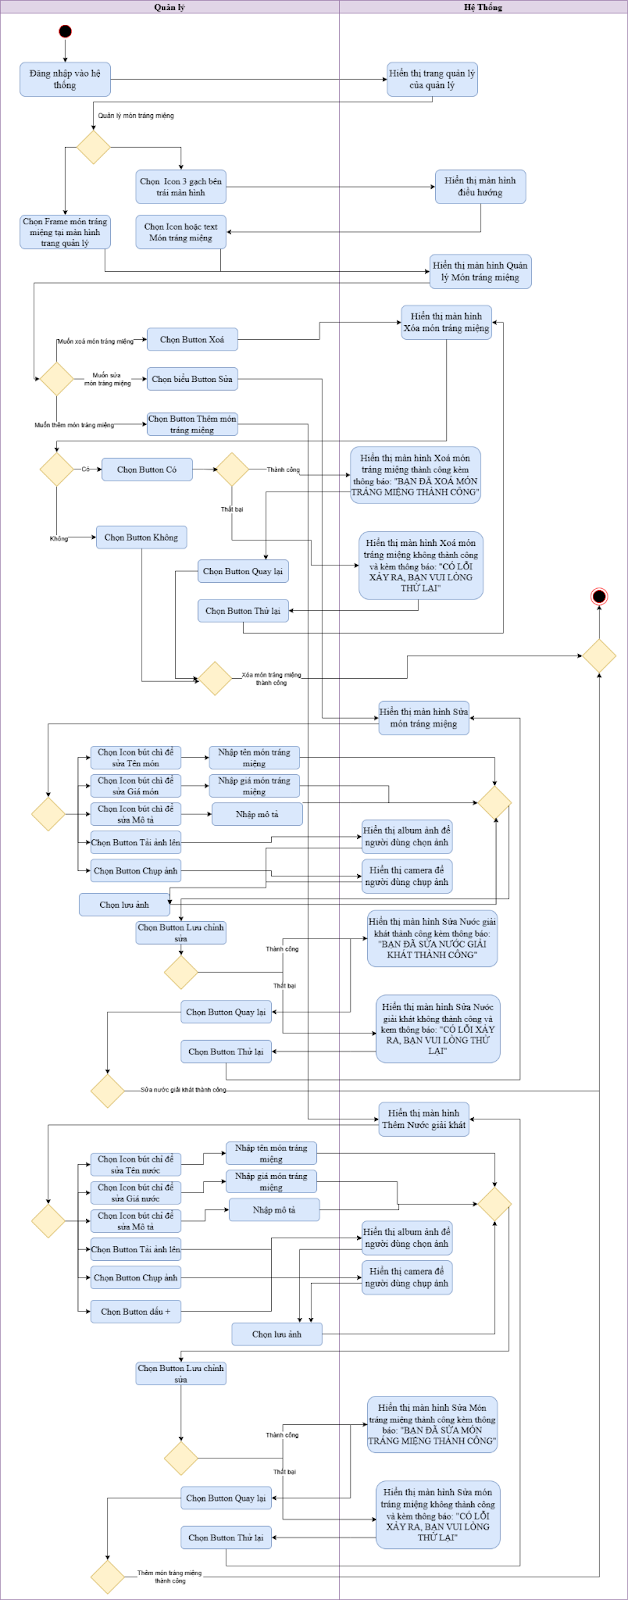 Quản lý
Hệ Thống
Đăng nhập vào hệ
thống
Hiển thị trang quản lý
của quản lý
Quản lý món tráng miệng
Chọn Icon 3 gạch bên
trái màn hình
Hiển thị màn hình
điều hướng
Chọn Frame món tráng
miệng tại màn hình
trang quản lý
Chọn Icon hoặc text
Món tráng miệng
Hiển thị màn hình Quản
lý Món tráng miệng
Hiển thị màn hình
Xóa món tráng miệng
Muốn xoá món tráng miệng
Chọn Button Xoá
Muốn sửa
món tráng miệng
Chọn biểu Button Sửa
Muốn thêm món tráng miệng
Chọn Button Thêm món
tráng miệng
Có
Chọn Button Có
Thành công
Hiển thị màn hình Xoá món
tráng miệng thành công kèm
thông báo: "BẠN ĐÃ XOÁ MÓN
TRÁNG MIỆNG THÀNH CÔNG"
Thất bại
Không
Chọn Button Không
Hiển thị màn hình Xoá món
tráng miệng không thành công
và kèm thông báo: "CÓ LỖI
XẢY RA, BẠN VUI LÒNG
THỬ LẠI"
Chọn Button Quay lại
Chọn Button Thử lại
Xóa món tráng miệng
thành công
Hiển thị màn hình Sửa
món tráng miệng
Chọn Icon bút chì để
sửa Tên món
Nhập tên món tráng
miệng
Chọn Icon bút chì để
sửa Giá món
Nhập giá món tráng
miệng
Chọn Icon bút chì để
sửa Mô tả
Nhập mô tả
Chọn Button Tải ảnh lên
Hiển thị album ảnh để
người dùng chọn ảnh
Chọn Button Chụp ảnh
Hiển thị camera để
người dùng chụp ảnh
Chọn lưu ảnh
Chọn Button Lưu chỉnh
sửa
Thành công
Hiển thị màn hình Sửa Nước giải
khát thành công kèm thông báo:
"BẠN ĐÃ SỬA NƯỚC GIẢI
KHÁT THÀNH CÔNG"
Thất bại
Chọn Button Quay lại
Hiển thị màn hình Sửa Nước
giải khát không thành công và
kem thông báo: "CÓ LỖI XẢY
RA, BẠN VUI LÒNG THỬ
LẠI"
Chọn Button Thử lại
Sửa nước giải khát thành công
Hiển thị màn hình
Thêm Nước giải khát
Chọn Icon bút chì để
sửa Tên nước
Nhập tên món tráng
miệng
Chọn Icon bút chì để
sửa Giá nước
Nhập giá món tráng
miệng
Chọn Icon bút chì để
sửa Mô tả
Nhập mô tả
Chọn Button Tải ảnh lên
Hiển thị album ảnh để
người dùng chọn ảnh
Chọn Button Chụp ảnh
Hiển thị camera để
người dùng chụp ảnh
Chọn Button dấu +
Chọn lưu ảnh
Chọn Button Lưu chỉnh
sửa
Thành công
Hiển thị màn hình Sửa Món
tráng miệng thành công kèm thông
báo: "BẠN ĐÃ SỬA MÓN
TRÁNG MIỆNG THÀNH CÔNG"
Thất bại
Chọn Button Quay lại
Hiển thị màn hình Sửa món
tráng miệng không thành công
và kèm thông báo: "CÓ LỖI
XẢY RA, BẠN VUI LÒNG
THỬ LẠI"
Chọn Button Thử lại
Thêm món tráng miệng
thành công